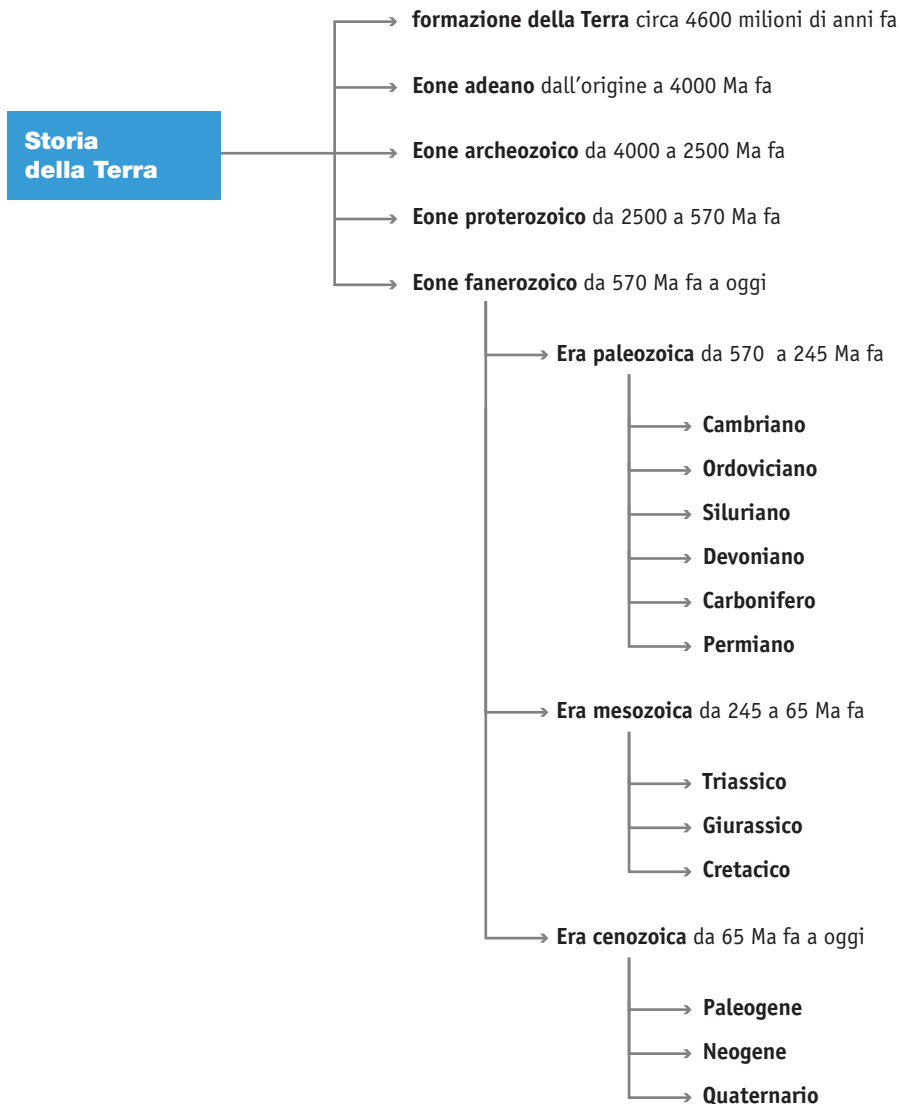 formazione della Terra circa 4600 milioni di anni fa
Eone adeano dall'origine a 4000 Ma fa
Storia
della Terra
Eone archeozoico da 4000 a 2500 Ma fa
Eone proterozoico da 2500 a 570 Ma fa
Eone fanerozoico da 570 Ma fa a oggi
Era paleozoica da 570 a 245 Ma fa
Cambriano
Ordoviciano
Siluriano
Devoniano
Carbonifero
Permiano
Era mesozoica da 245 a 65 Ma fa
Triassico
Giurassico
Cretacico
Era cenozoica da 65 Ma fa a oggi
Paleogene
Neogene
Quaternario